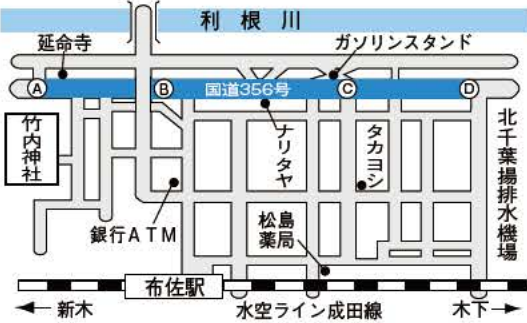 利根川
延命寺
ガソリンスタンド
A
B
国道356号
C
D
竹内神社
ナリタヤ
タカヨシ
北千葉揚排水機場
銀行ATM
松島
薬局
布佐駅
← 新木
水空ライン成田線
木下 →